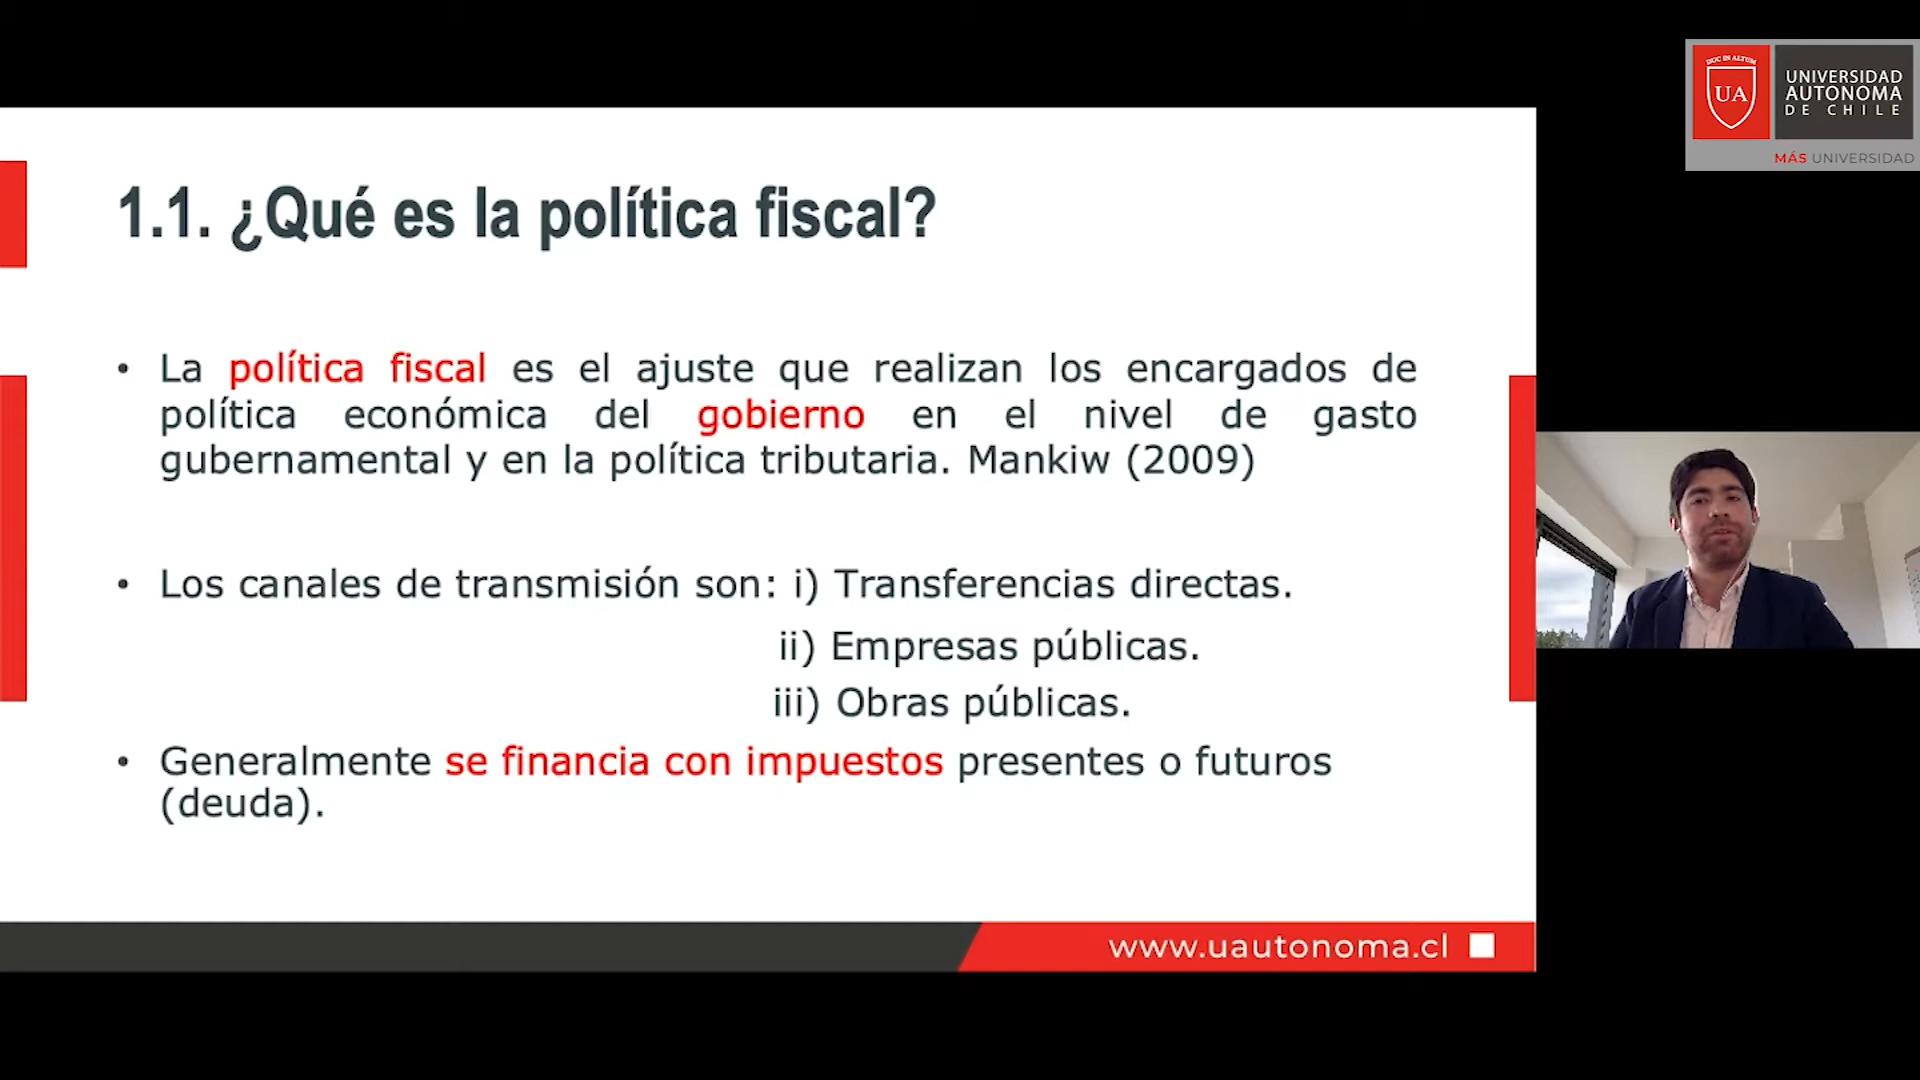 DUC IN ALTUM
UA
UNIVERSIDAD
AUTONOMA
DE CHILE
MÁS UNIVERSIDAD
1.1. ¿Qué es la política fiscal?
• La política fiscal es el ajuste que realizan los encargados de
política económica del gobierno en el nivel de gasto
gubernamental y en la política tributaria. Mankiw (2009)
• Los canales de transmisión son: i) Transferencias directas.
ii) Empresas públicas.
iii) Obras públicas.
• Generalmente se financia con impuestos presentes o futuros
(deuda).
www.uautonoma.cl